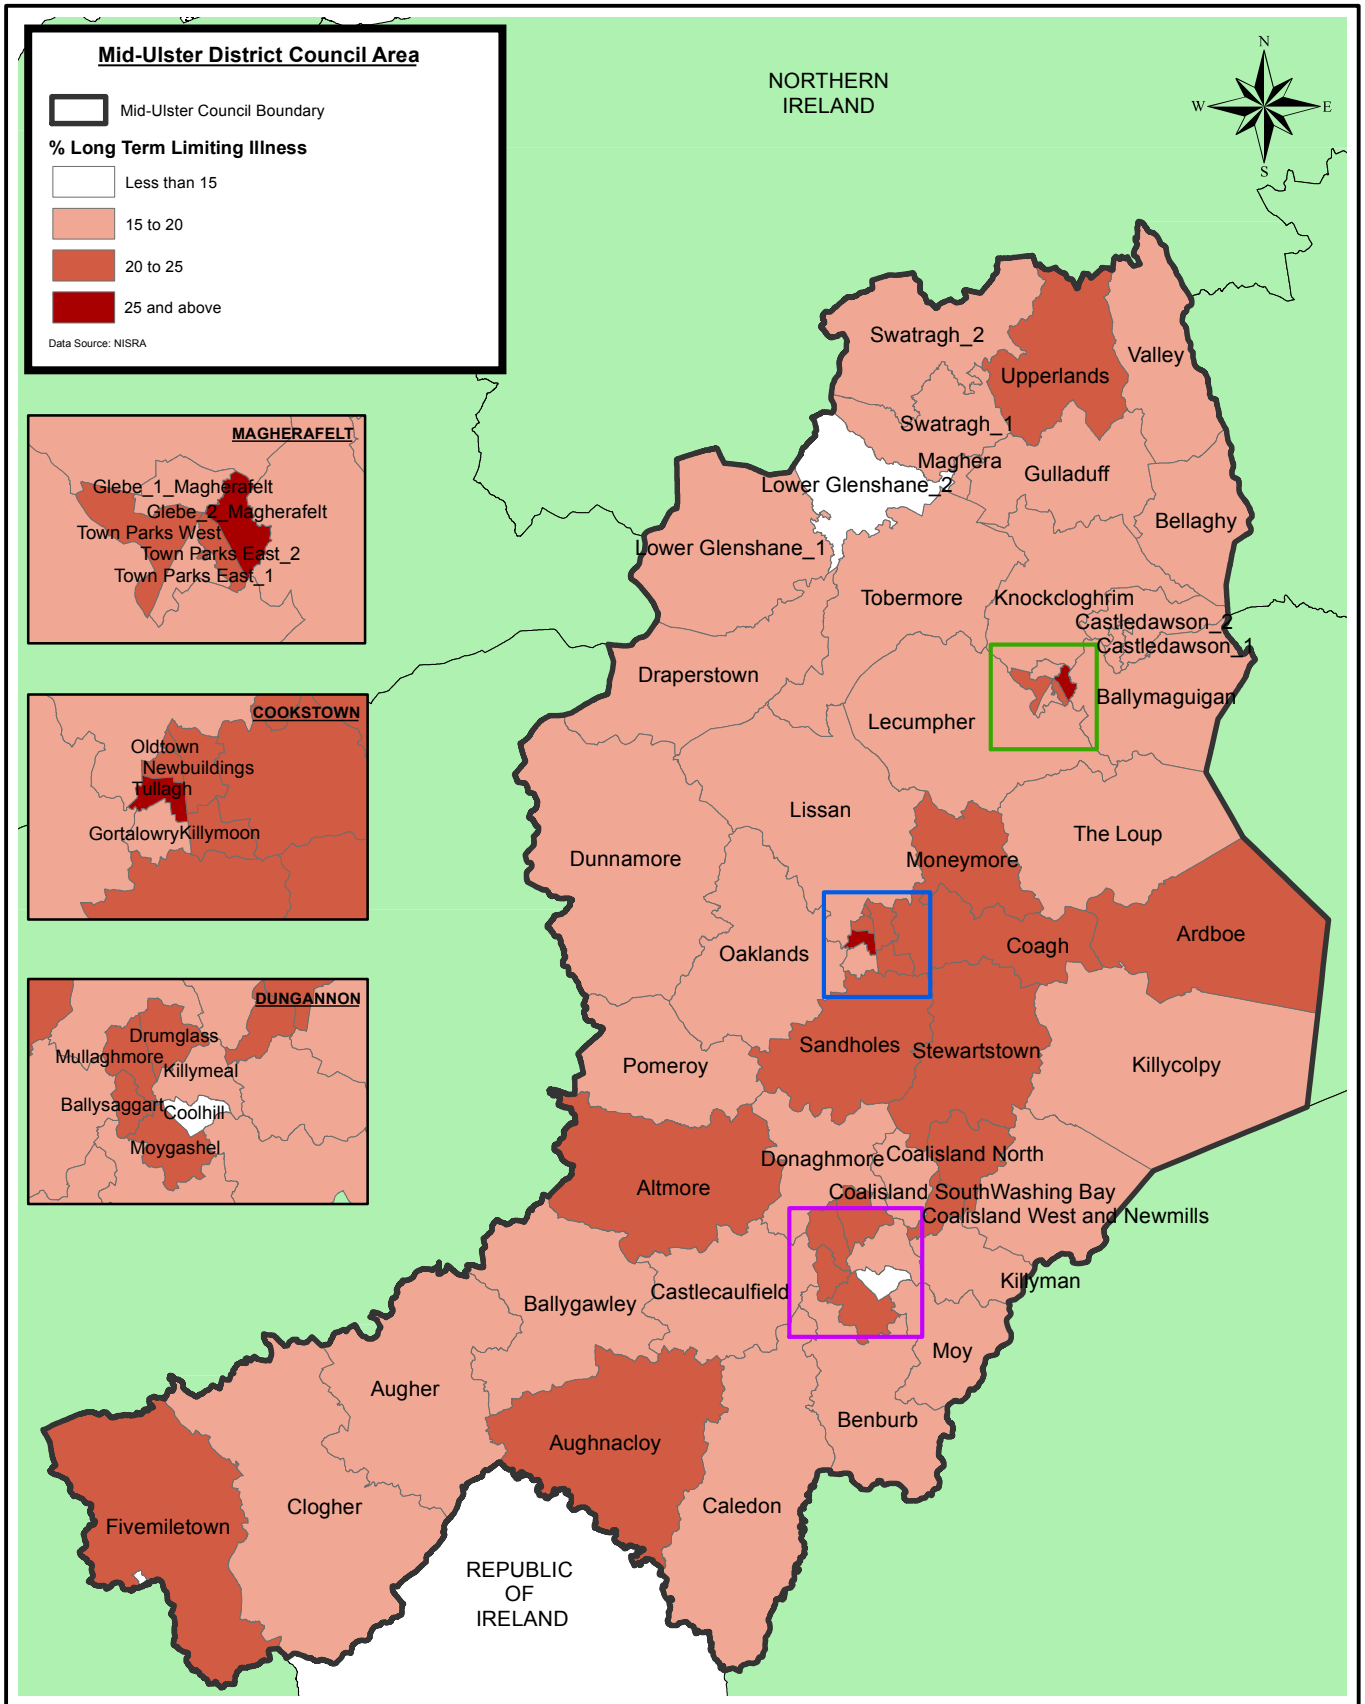 Mid-Ulster District Council Area
Mid-Ulster Council Boundary
% Long Term Limiting Illness
Less than 15
15 to 20
20 to 25
25 and above
Data Source: NISRA
NORTHERN
IRELAND
N
W
E
S
MAGHERAFELT
Glebe_1_Magherafelt
Glebe_2_Magherafelt
Town Parks West
Town Parks East_2
Town Parks East_1
COOKSTOWN
Oldtown
Newbuildings
Tullagh
Gortalowry
Killymoon
DUNGANNON
Drumglass
Mullaghmore
Killymeal
Ballysaggart
Coolhill
Moygashel
Swatragh_2
Valley
Upperlands
Swatragh_1
Maghera
Gulladuff
Lower Glenshane_2
Bellaghy
Lower Glenshane_1
Tobermore
Knockcloghrim
Castledawson_2
Castledawson_1
Draperstown
Ballymaguigan
Lecumpher
Lissan
The Loup
Dunnamore
Moneymore
Ardboe
Coagh
Oaklands
Sandholes
Stewartstown
Pomeroy
Killycolpy
Donaghmore
Coalisland North
Altmore
Coalisland South
Washing Bay
Coalisland West and Newmills
Killyman
Castlecaulfield
Ballygawley
Moy
Augher
Benburb
Aughnacloy
Clogher
Caledon
Fivemiletown
REPUBLIC
OF
IRELAND